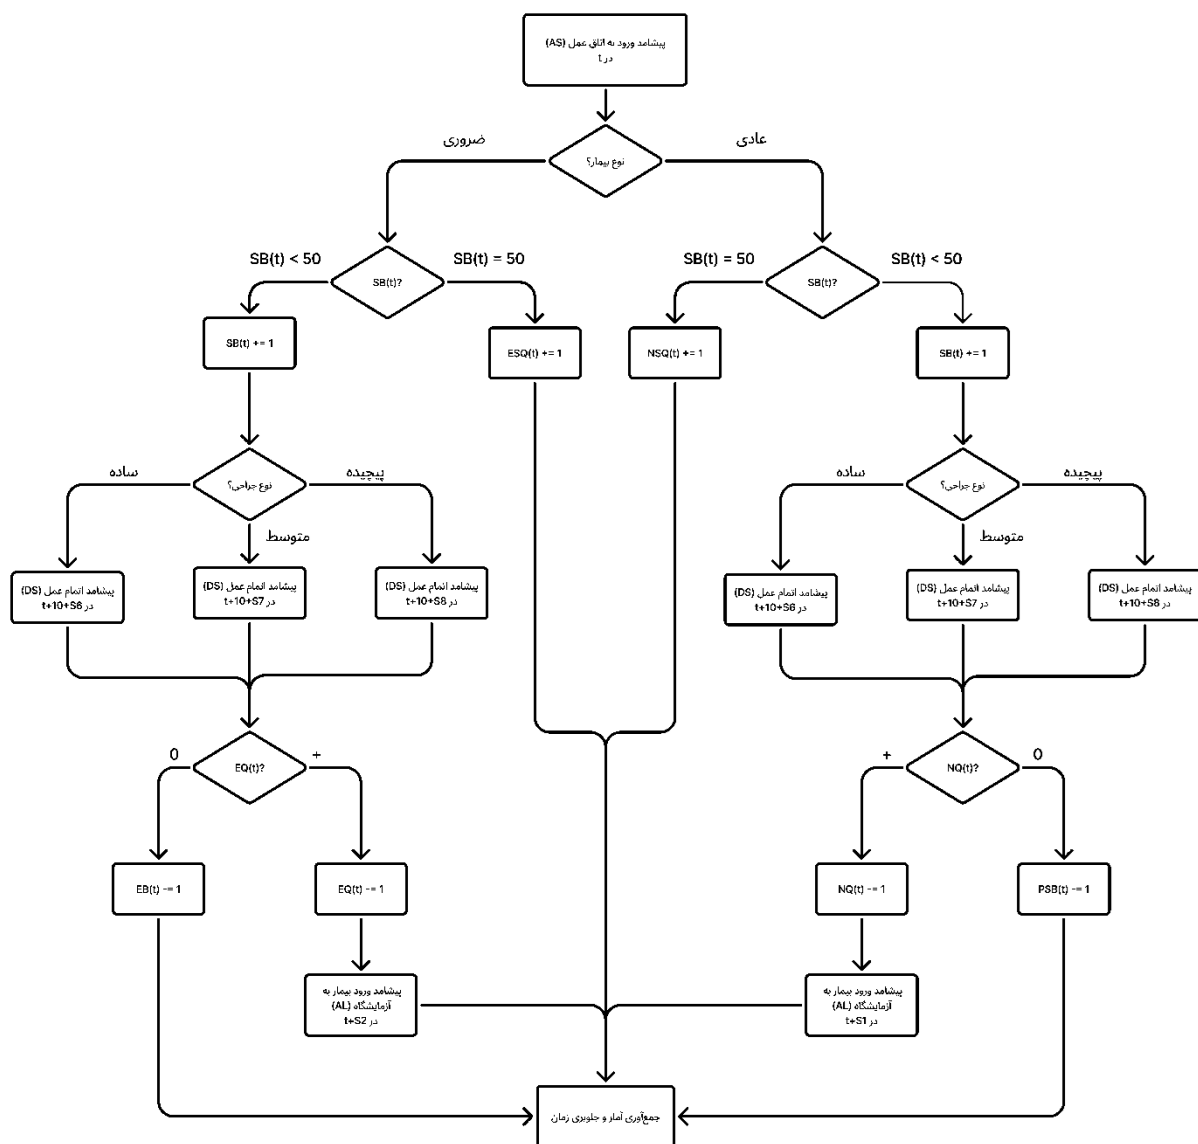 پیشامد ورود به اتاق عمل (AS)
در t
نوع بیمار؟
ضروری
عادی
SB(t) < 50
SB(t)?
SB(t) = 50
SB(t) = 50
SB(t)?
SB(t) < 50
SB(t) += 1
ESQ(t) += 1
NSQ(t) += 1
SB(t) += 1
ساده
نوع جراحی؟
پیچیده
متوسط
ساده
نوع جراحی؟
پیچیده
متوسط
پیشامد اتمام عمل (DS)
در t+10+S6
پیشامد اتمام عمل (DS)
در t+10+S7
پیشامد اتمام عمل (DS)
در t+10+S8
پیشامد اتمام عمل (DS)
در t+10+S6
پیشامد اتمام عمل (DS)
در t+10+S7
پیشامد اتمام عمل (DS)
در t+10+S8
0
EQ(t)?
+
+
NQ(t)?
0
EB(t) -= 1
EQ(t) -= 1
NQ(t) -= 1
PSB(t) -= 1
پیشامد ورود بیمار به
آزمایشگاه (AL)
در t+S2
پیشامد ورود بیمار به
آزمایشگاه (AL)
در t+S1
جمع‌آوری آمار و جلوبری زمان